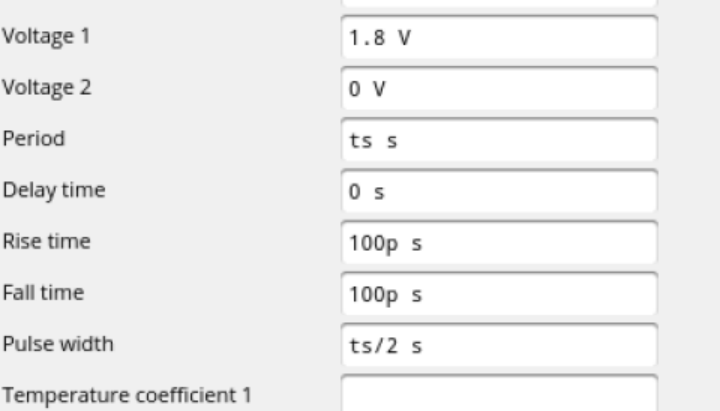 Voltage 1 1.8 V
Voltage 2 0 V
Period ts s
Delay time 0 s
Rise time 100p s
Fall time 100p s
Pulse width ts/2 s
Temperature coefficient 1